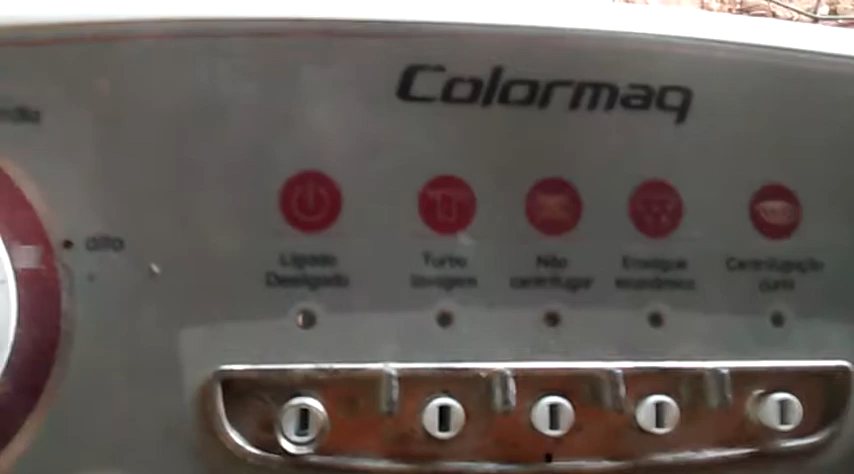 Colormaq
alto
Ligado
Desligado
Turbo
lavagem
Não
centrifugar
Enxágue
econômico
Centrifugação
curta